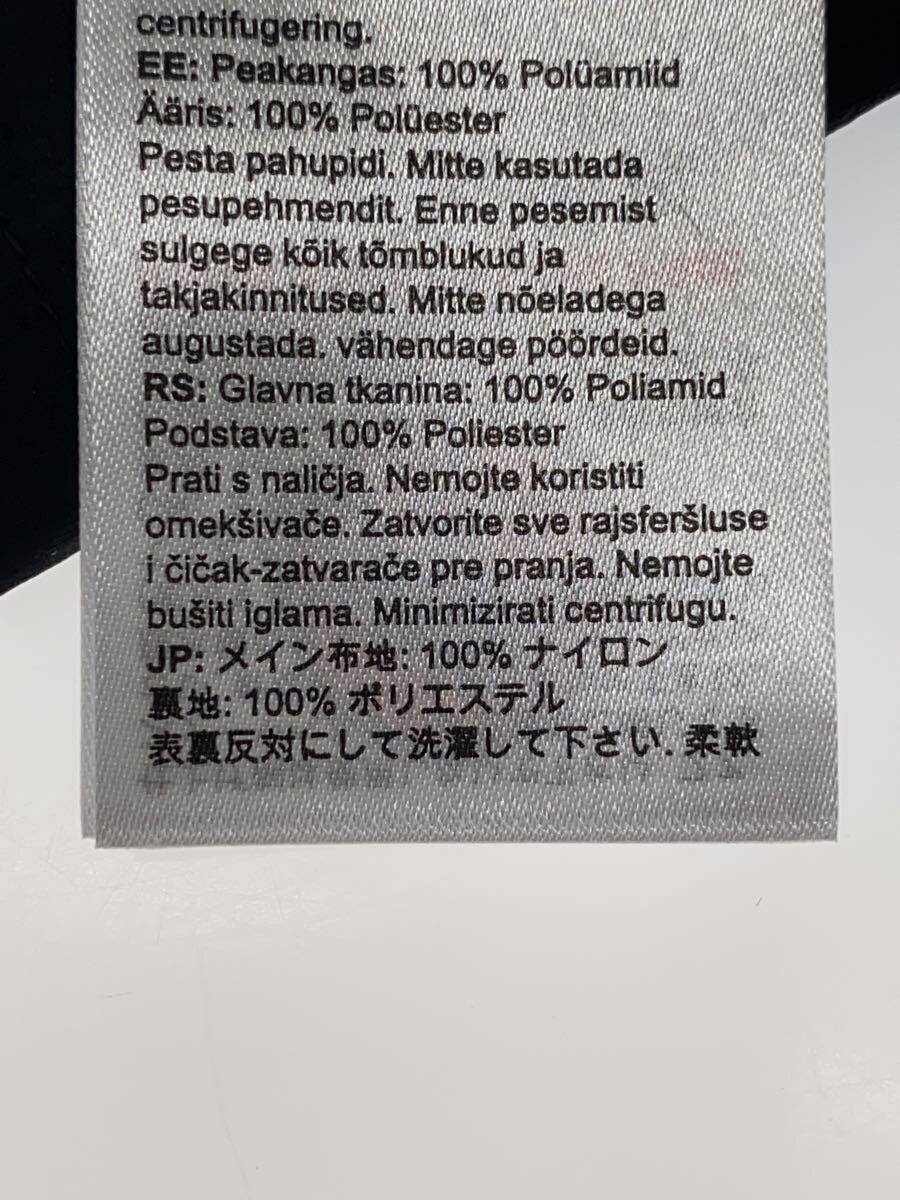 centrifugering.
EE: Peakangas: 100% Polüamiid
Ääris: 100% Polüester
Pesta pahupidi. Mitte kasutada
pesupehmendit. Enne pesemist
sulgege kõik tõmblukud ja
takjakinnitused. Mitte nõeladega
augustada. vähendage pöördeid.
RS: Glavna tkanina: 100% Poliamid
Podstava: 100% Poliester
Prati s naličja. Nemojte koristiti
omekšivače. Zatvorite sve rajsferšluse
i čičak-zatvarače pre pranja. Nemojte
bušiti iglama. Minimizirati centrifugu.
JP: メイン布地: 100% ナイロン
裏地: 100% ポリエステル
表裏反対にして洗濯して下さい. 柔軟